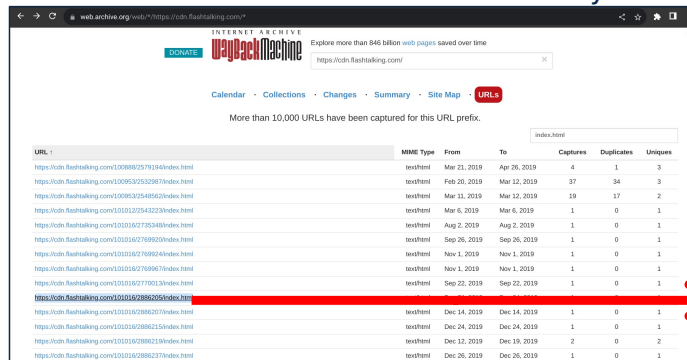 web.archive.org/web/*/https://cdn.flashtalking.com/*
INTERNET ARCHIVE
DONATE
WayBackMachine
Explore more than 846 billion web pages saved over time
https://cdn.flashtalking.com/
Calendar · Collections · Changes · Summary · Site Map · URLs
More than 10,000 URLs have been captured for this URL prefix.
index.html
URL ↑ MIME Type From To Captures Duplicates Uniques
https://cdn.flashtalking.com/100888/2579194/index.html text/html Mar 21, 2019 Apr 26, 2019 4 1 3
https://cdn.flashtalking.com/100953/2532987/index.html text/html Feb 20, 2019 Mar 12, 2019 37 34 3
https://cdn.flashtalking.com/100953/2548562/index.html text/html Mar 11, 2019 Mar 12, 2019 19 17 2
https://cdn.flashtalking.com/101012/2543223/index.html text/html Mar 6, 2019 Mar 6, 2019 1 0 1
https://cdn.flashtalking.com/101016/2735348/index.html text/html Aug 2, 2019 Aug 2, 2019 1 0 1
https://cdn.flashtalking.com/101016/2769920/index.html text/html Sep 26, 2019 Sep 26, 2019 1 0 1
https://cdn.flashtalking.com/101016/2769924/index.html text/html Nov 1, 2019 Nov 1, 2019 1 0 1
https://cdn.flashtalking.com/101016/2769967/index.html text/html Nov 1, 2019 Nov 1, 2019 1 0 1
https://cdn.flashtalking.com/101016/2770013/index.html text/html Sep 22, 2019 Sep 22, 2019 1 0 1
https://cdn.flashtalking.com/101016/2886205/index.html
https://cdn.flashtalking.com/101016/2886207/index.html text/html Dec 14, 2019 Dec 14, 2019 1 0 1
https://cdn.flashtalking.com/101016/2886215/index.html text/html Dec 24, 2019 Dec 24, 2019 1 0 1
https://cdn.flashtalking.com/101016/2886219/index.html text/html Dec 12, 2019 Dec 19, 2019 2 0 2
https://cdn.flashtalking.com/101016/2886237/index.html text/html Dec 26, 2019 Dec 26, 2019 1 0 1